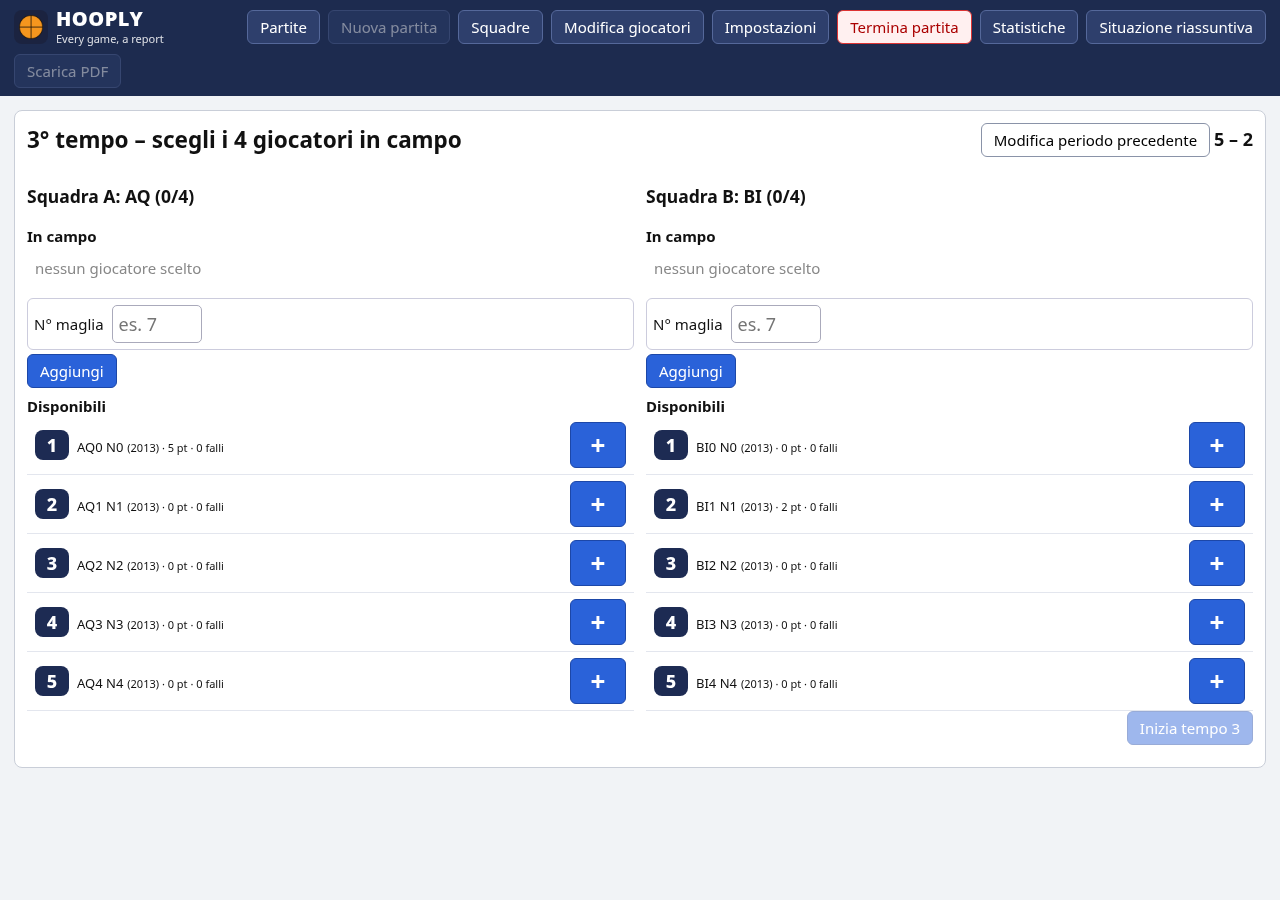 HOOPLY
Every game, a report
Partite
Nuova partita
Squadre
Modifica giocatori
Impostazioni
Termina partita
Statistiche
Situazione riassuntiva
Scarica PDF
3° tempo – scegli i 4 giocatori in campo
Modifica periodo precedente
5 – 2
Squadra A: AQ (0/4)
In campo
nessun giocatore scelto
N° maglia
es. 7
Aggiungi
Disponibili
1 AQ0 N0 (2013) · 5 pt · 0 falli +
2 AQ1 N1 (2013) · 0 pt · 0 falli +
3 AQ2 N2 (2013) · 0 pt · 0 falli +
4 AQ3 N3 (2013) · 0 pt · 0 falli +
5 AQ4 N4 (2013) · 0 pt · 0 falli +
Squadra B: BI (0/4)
In campo
nessun giocatore scelto
N° maglia
es. 7
Aggiungi
Disponibili
1 BI0 N0 (2013) · 0 pt · 0 falli +
2 BI1 N1 (2013) · 2 pt · 0 falli +
3 BI2 N2 (2013) · 0 pt · 0 falli +
4 BI3 N3 (2013) · 0 pt · 0 falli +
5 BI4 N4 (2013) · 0 pt · 0 falli +
Inizia tempo 3